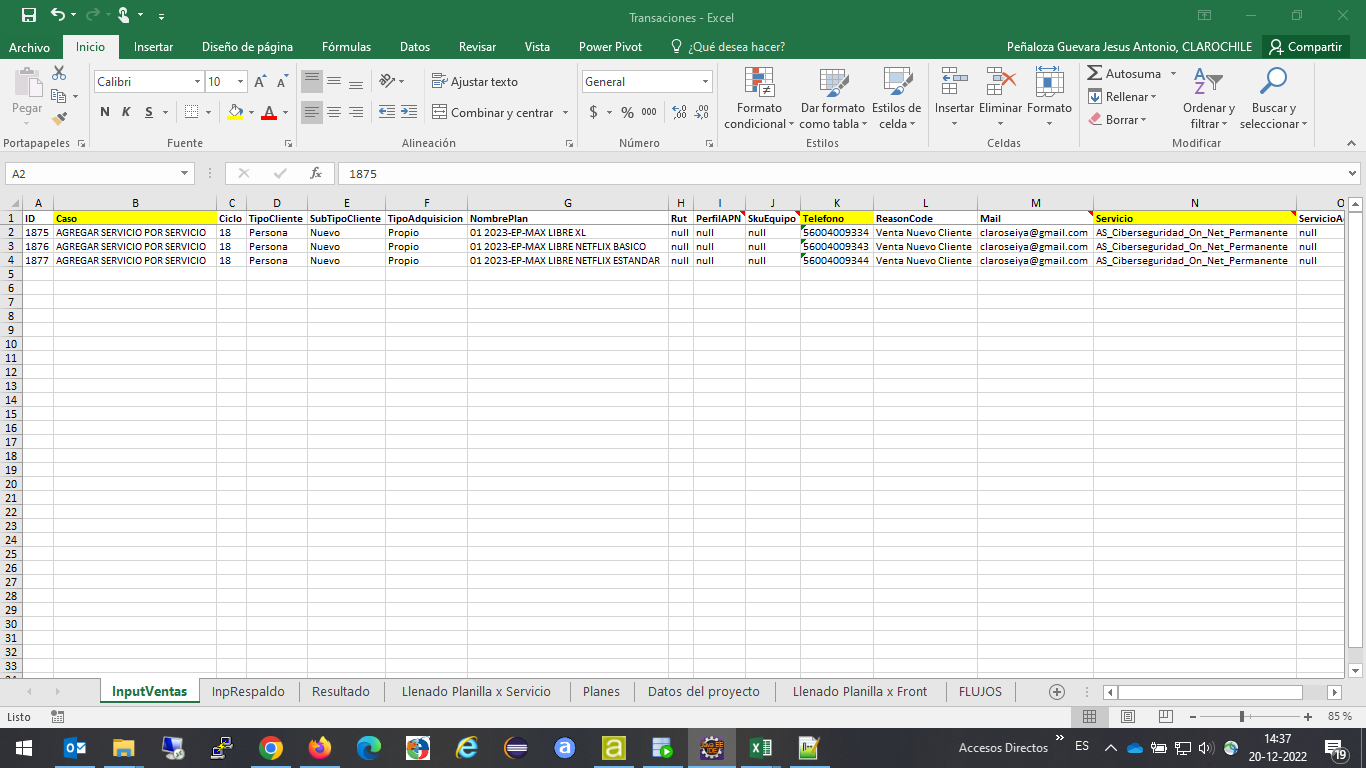 Transaciones - Excel
Archivo Inicio Insertar Diseño de página Fórmulas Datos Revisar Vista Power Pivot ¿Qué desea hacer? Peñaloza Guevara Jesus Antonio, CLAROCHILE Compartir
Pegar
Calibri 10
N K S
Ajustar texto
Combinar y centrar
General
$ % 000
Formato condicional
Dar formato como tabla
Estilos de celda
Insertar Eliminar Formato
Autosuma
Rellenar
Borrar
Ordenar y filtrar
Buscar y seleccionar
Portapapeles Fuente Alineación Número Estilos Celdas Modificar
A2 fx 1875
A B C D E F G H I J K L M N O
1 ID Caso Ciclo TipoCliente SubTipoCliente TipoAdquisicion NombrePlan Rut PerfilAPN SkuEquipo Telefono ReasonCode Mail Servicio
2 1875 AGREGAR SERVICIO POR SERVICIO 18 Persona Nuevo Propio 01 2023-EP-MAX LIBRE XL null null null 56004009334 Venta Nuevo Cliente claroseiya@gmail.com AS_Ciberseguridad_On_Net_Permanente null
3 1876 AGREGAR SERVICIO POR SERVICIO 18 Persona Nuevo Propio 01 2023-EP-MAX LIBRE NETFLIX BASICO null null null 56004009343 Venta Nuevo Cliente claroseiya@gmail.com AS_Ciberseguridad_On_Net_Permanente null
4 1877 AGREGAR SERVICIO POR SERVICIO 18 Persona Nuevo Propio 01 2023-EP-MAX LIBRE NETFLIX ESTANDAR null null null 56004009344 Venta Nuevo Cliente claroseiya@gmail.com AS_Ciberseguridad_On_Net_Permanente null
5
6
7
8
9
10
11
12
13
14
15
16
17
18
19
20
21
22
23
24
25
26
27
28
29
30
31
32
33
InputVentas InpRespaldo Resultado Llenado Planilla x Servicio Planes Datos del proyecto Llenado Planilla x Front FLUJOS
Listo 85 %
Accesos Directos ES 14:37
20-12-2022 19